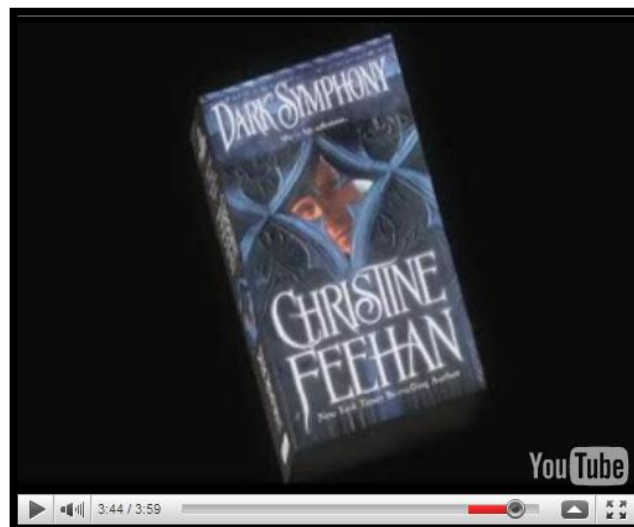 DARK SYMPHONY
CHRISTINE
FEEHAN
New York Times Bestselling Author
YouTube
3:44 / 3:59